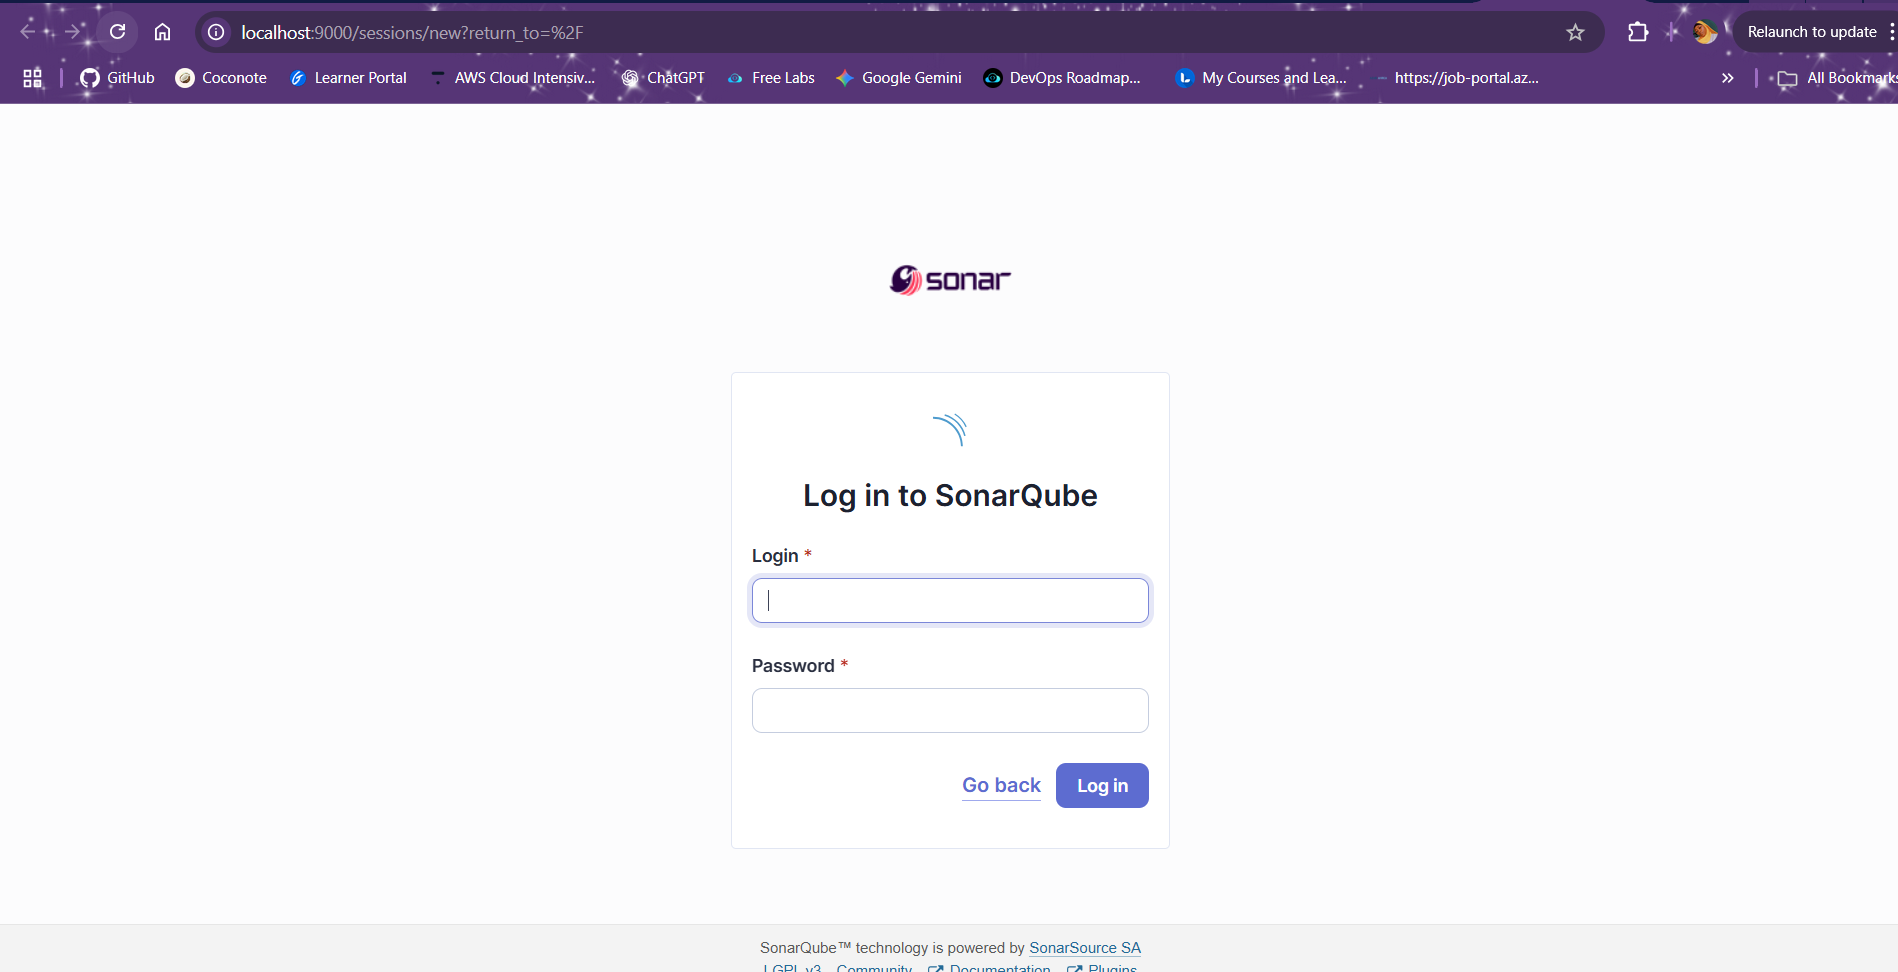 localhost:9000/sessions/new?return_to=%2F
Relaunch to update
GitHub
Coconote
Learner Portal
AWS Cloud Intensiv...
ChatGPT
Free Labs
Google Gemini
DevOps Roadmap...
My Courses and Lea...
https://job-portal.az...
All Bookmarks
sonar
Log in to SonarQube
Login *
Password *
Go back Log in
SonarQube™ technology is powered by SonarSource SA
LGPL v3 Community Documentation Plugins